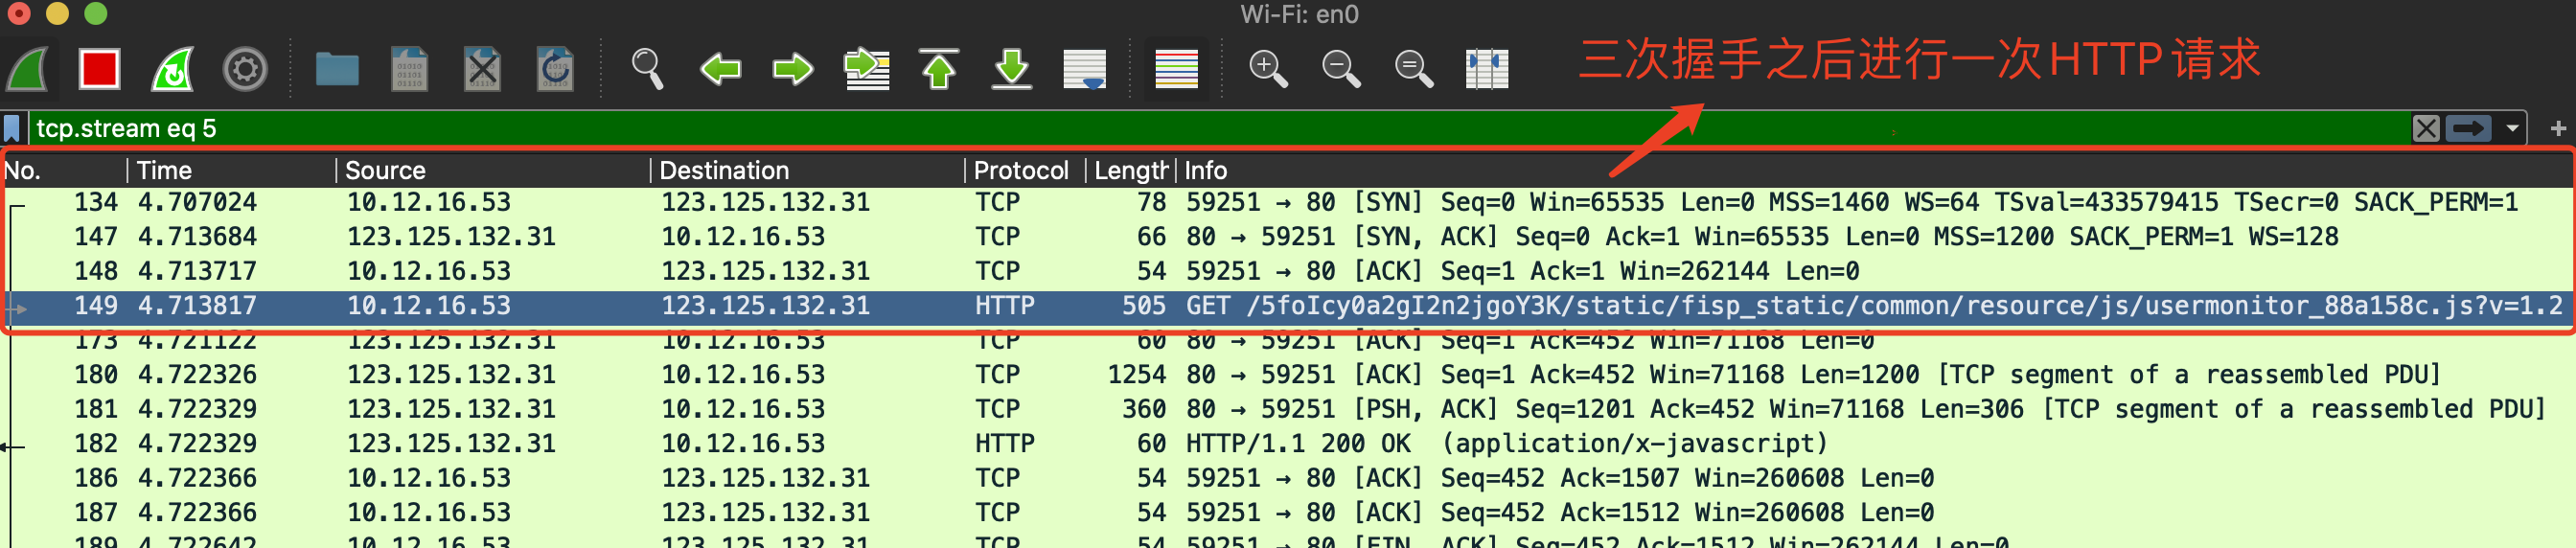 Wi-Fi: en0
三次握手之后进行一次HTTP请求
tcp.stream eq 5
No. Time Source Destination Protocol Length Info
134 4.707024 10.12.16.53 123.125.132.31 TCP 78 59251 → 80 [SYN] Seq=0 Win=65535 Len=0 MSS=1460 WS=64 TSval=433579415 TSecr=0 SACK_PERM=1
147 4.713684 123.125.132.31 10.12.16.53 TCP 66 80 → 59251 [SYN, ACK] Seq=0 Ack=1 Win=65535 Len=0 MSS=1200 SACK_PERM=1 WS=128
148 4.713717 10.12.16.53 123.125.132.31 TCP 54 59251 → 80 [ACK] Seq=1 Ack=1 Win=262144 Len=0
149 4.713817 10.12.16.53 123.125.132.31 HTTP 505 GET /5foIcy0a2gI2n2jgoY3K/static/fisp_static/common/resource/js/usermonitor_88a158c.js?v=1.2
173 4.721122 123.125.132.31 10.12.16.53 TCP 60 80 → 59251 [ACK] Seq=1 Ack=452 Win=71168 Len=0
180 4.722326 123.125.132.31 10.12.16.53 TCP 1254 80 → 59251 [ACK] Seq=1 Ack=452 Win=71168 Len=1200 [TCP segment of a reassembled PDU]
181 4.722329 123.125.132.31 10.12.16.53 TCP 360 80 → 59251 [PSH, ACK] Seq=1201 Ack=452 Win=71168 Len=306 [TCP segment of a reassembled PDU]
182 4.722329 123.125.132.31 10.12.16.53 HTTP 60 HTTP/1.1 200 OK (application/x-javascript)
186 4.722366 10.12.16.53 123.125.132.31 TCP 54 59251 → 80 [ACK] Seq=452 Ack=1507 Win=260608 Len=0
187 4.722366 10.12.16.53 123.125.132.31 TCP 54 59251 → 80 [ACK] Seq=452 Ack=1512 Win=260608 Len=0
189 4.722642 10.12.16.53 123.125.132.31 TCP 54 59251 → 80 [FIN, ACK] Seq=452 Ack=1512 Win=262144 Len=0